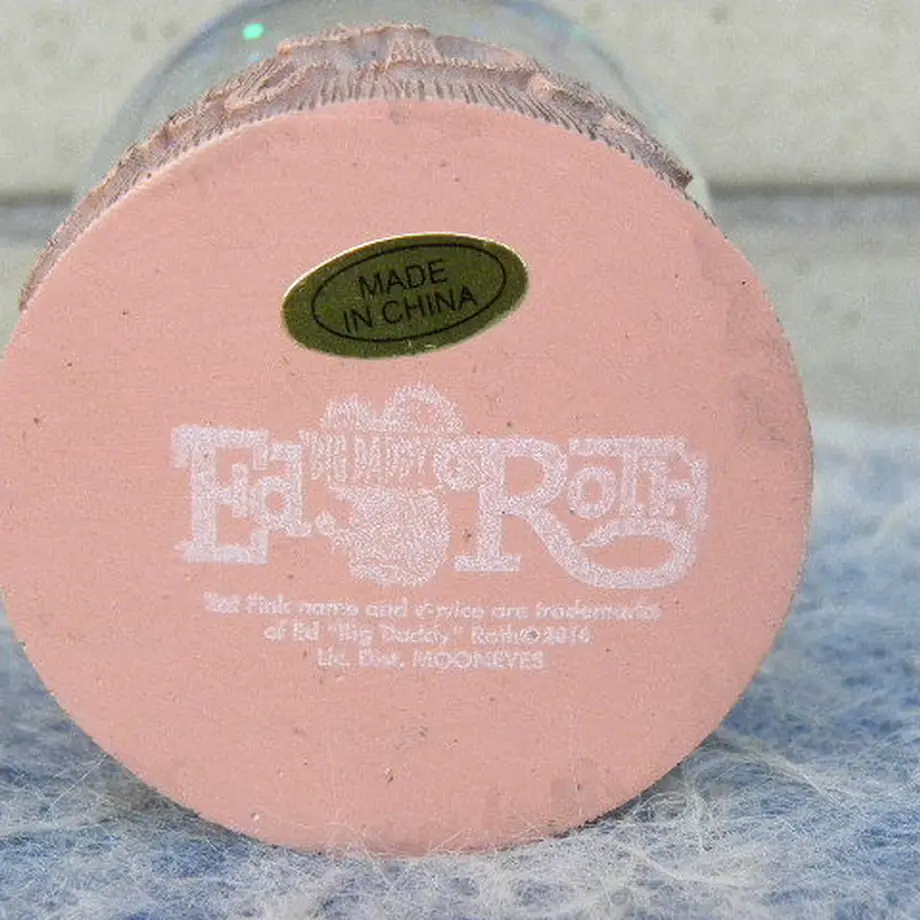 MADE
IN CHINA
Ed "BIG DADDY" Roth
Rat Fink name and device are trademarks
of Ed "Big Daddy" Roth©
Lic. Dist. MOONEYES